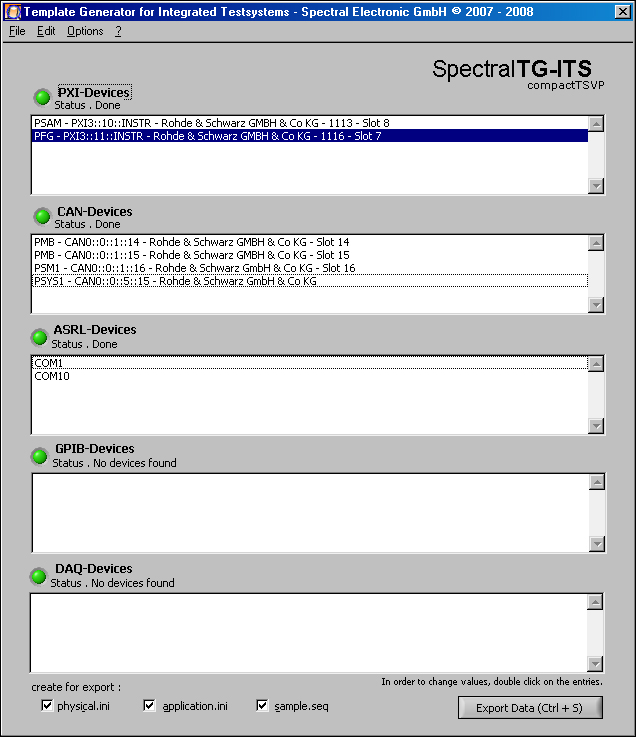 Template Generator for Integrated Testsystems - Spectral Electronic GmbH © 2007 - 2008
File Edit Options ?
SpectralTG-ITS
compactTSVP
PXI-Devices
Status . Done
PSAM - PXI3::10::INSTR - Rohde & Schwarz GMBH & Co KG - 1113 - Slot 8
PFG - PXI3::11::INSTR - Rohde & Schwarz GMBH & Co KG - 1116 - Slot 7
CAN-Devices
Status . Done
PMB - CAN0::0::1::14 - Rohde & Schwarz GMBH & Co KG - Slot 14
PMB - CAN0::0::1::15 - Rohde & Schwarz GMBH & Co KG - Slot 15
PSM1 - CAN0::0::1::16 - Rohde & Schwarz GmbH & Co KG - Slot 16
PSYS1 - CAN0::0::5::15 - Rohde & Schwarz GmbH & Co KG
ASRL-Devices
Status . Done
COM1
COM10
GPIB-Devices
Status . No devices found
DAQ-Devices
Status . No devices found
In order to change values, double click on the entries.
create for export :
physical.ini application.ini sample.seq
Export Data (Ctrl + S)